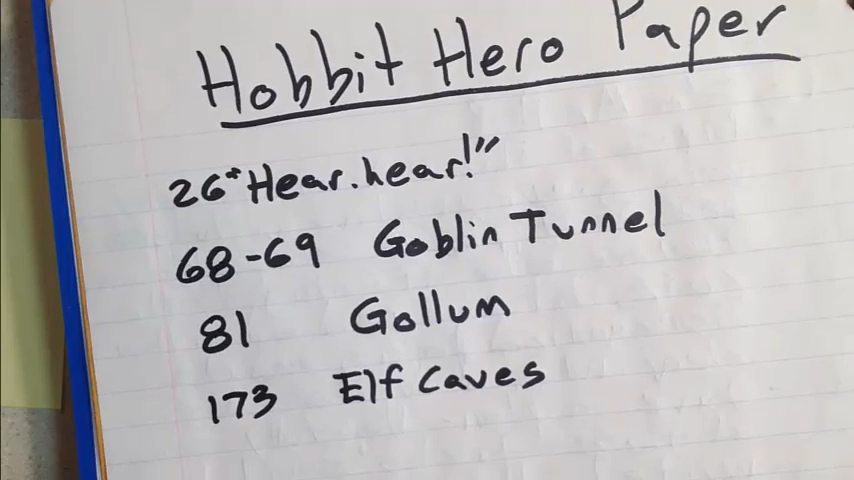 Hobbit Hero Paper
26 "Hear. hear!"
68-69 Goblin Tunnel
81 Gollum
173 Elf Caves